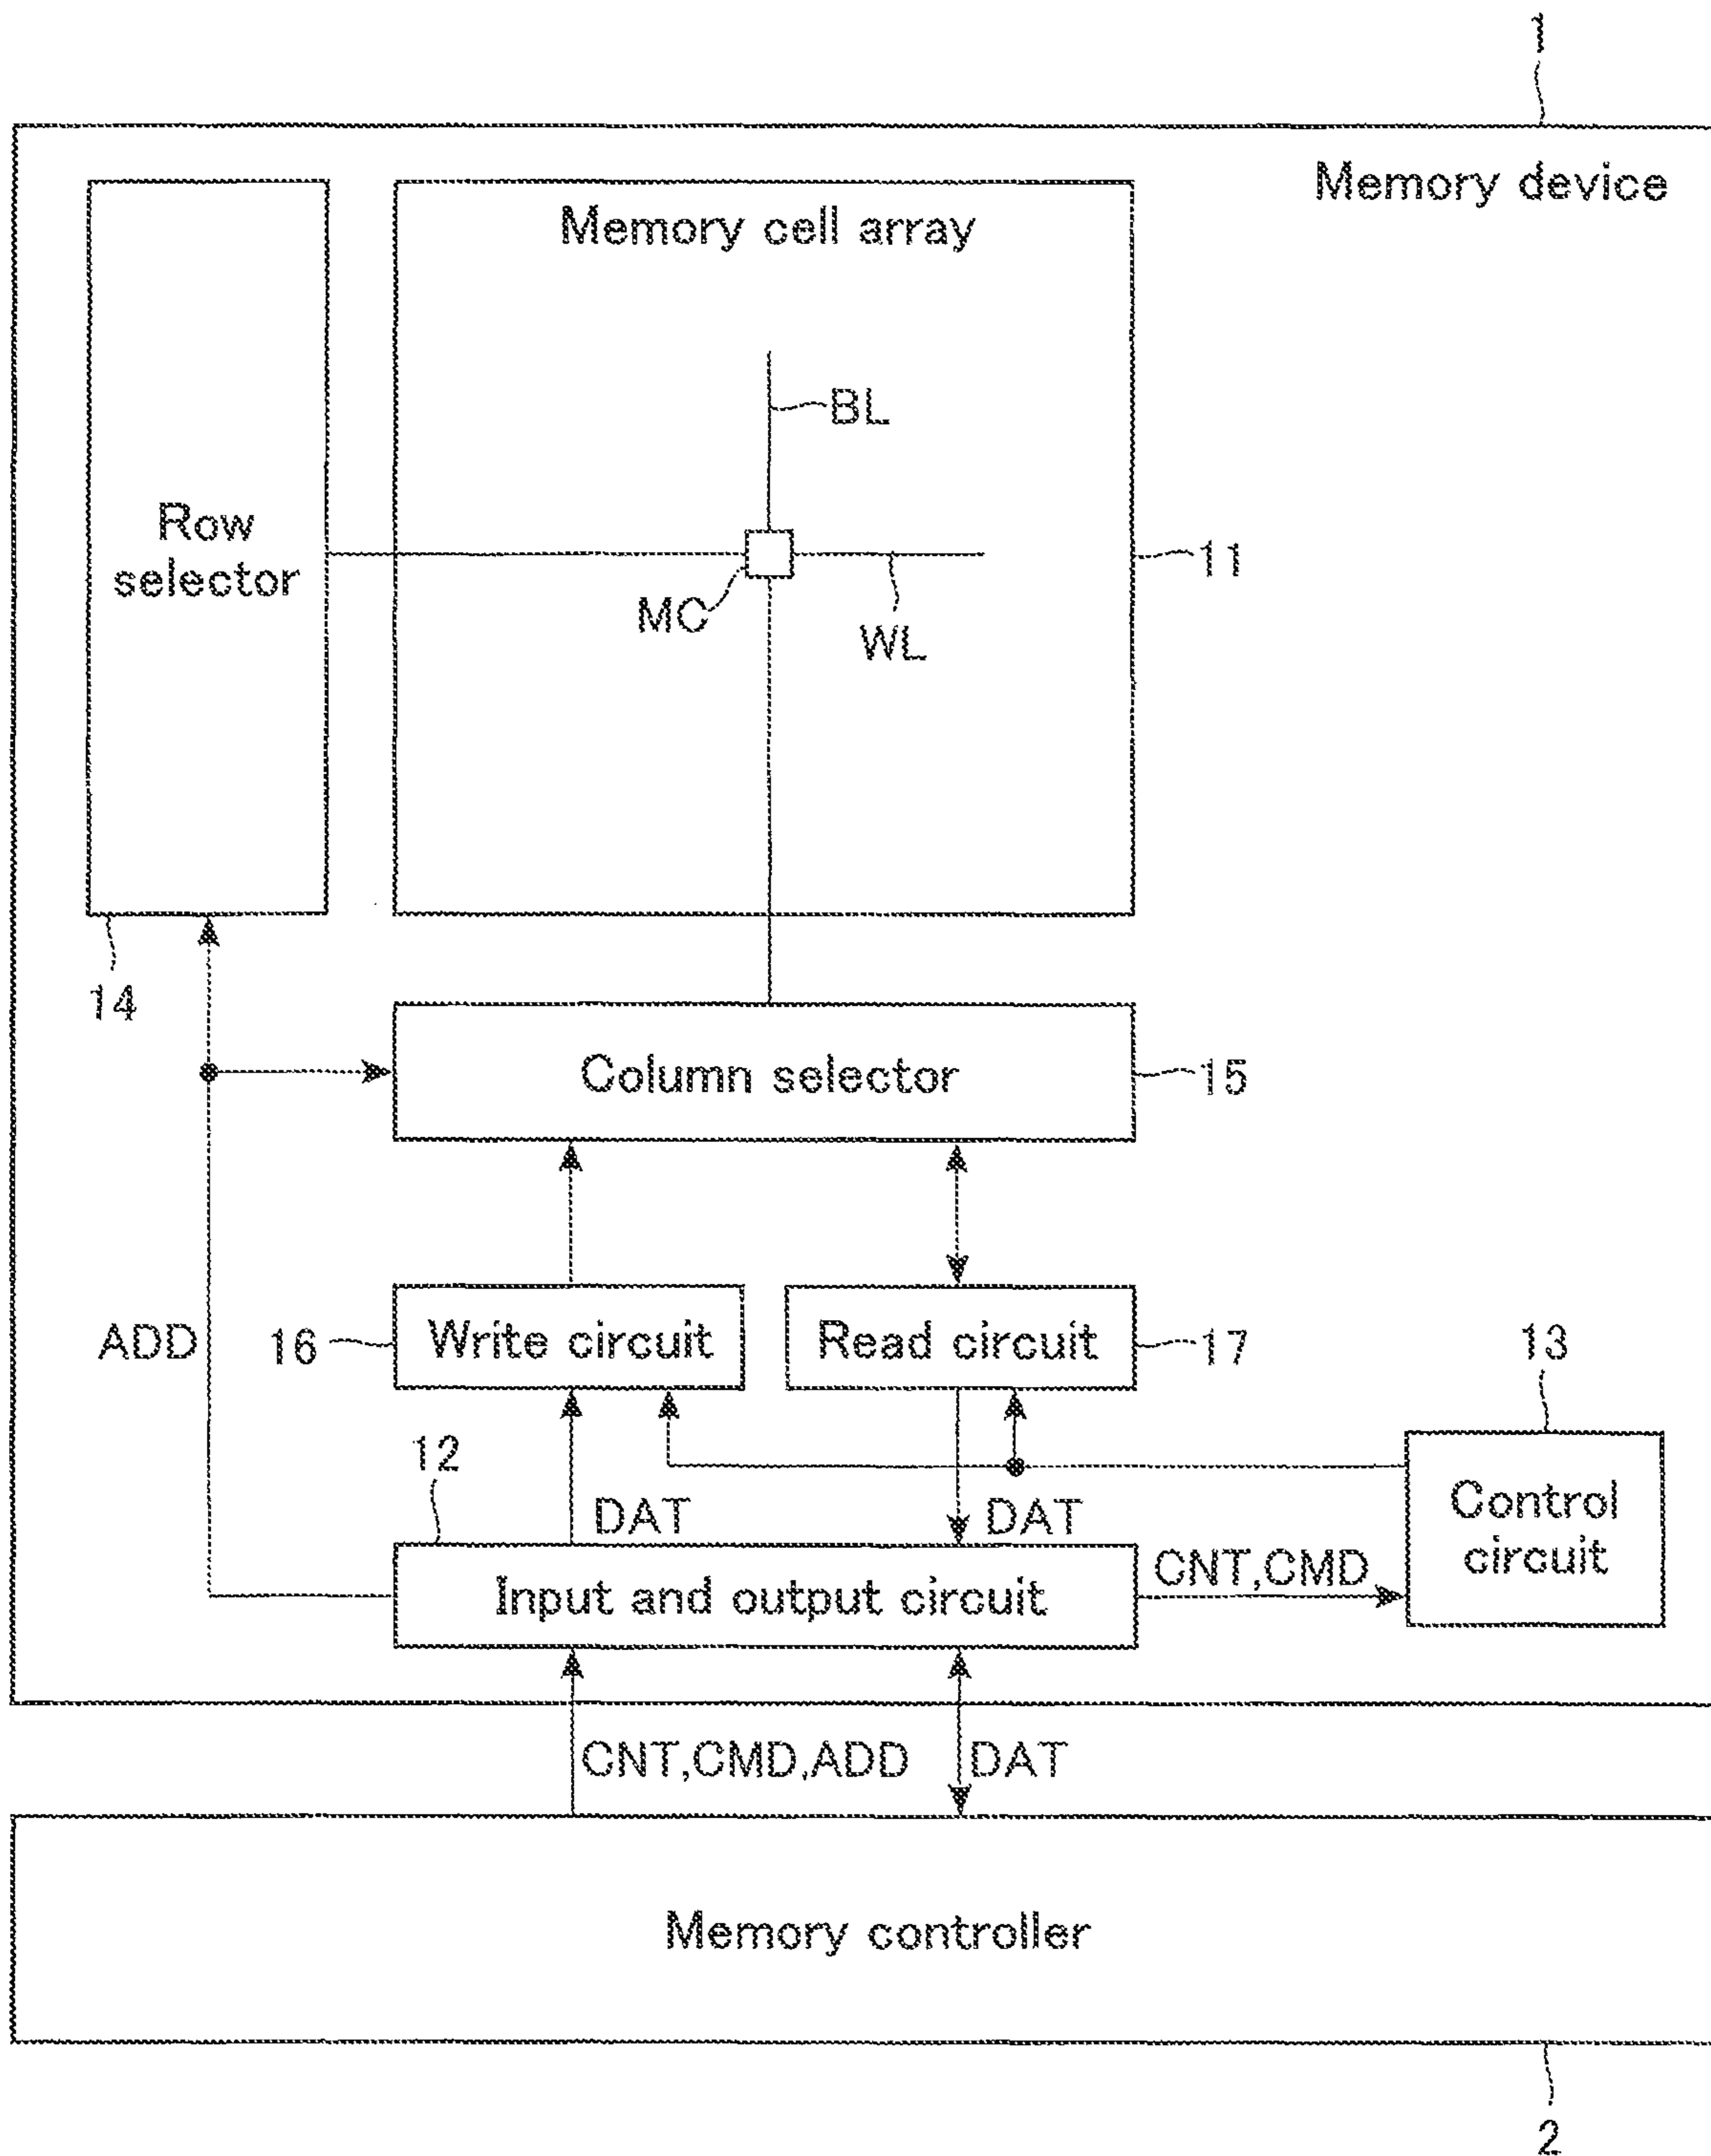 1
Memory device
Memory cell array
BL
Row
selector
11
MC
WL
14
Column selector
15
ADD
16
Write circuit
Read circuit
17
13
12
DAT
DAT
Control
circuit
CNT,CMD
Input and output circuit
CNT,CMD,ADD
DAT
Memory controller
2